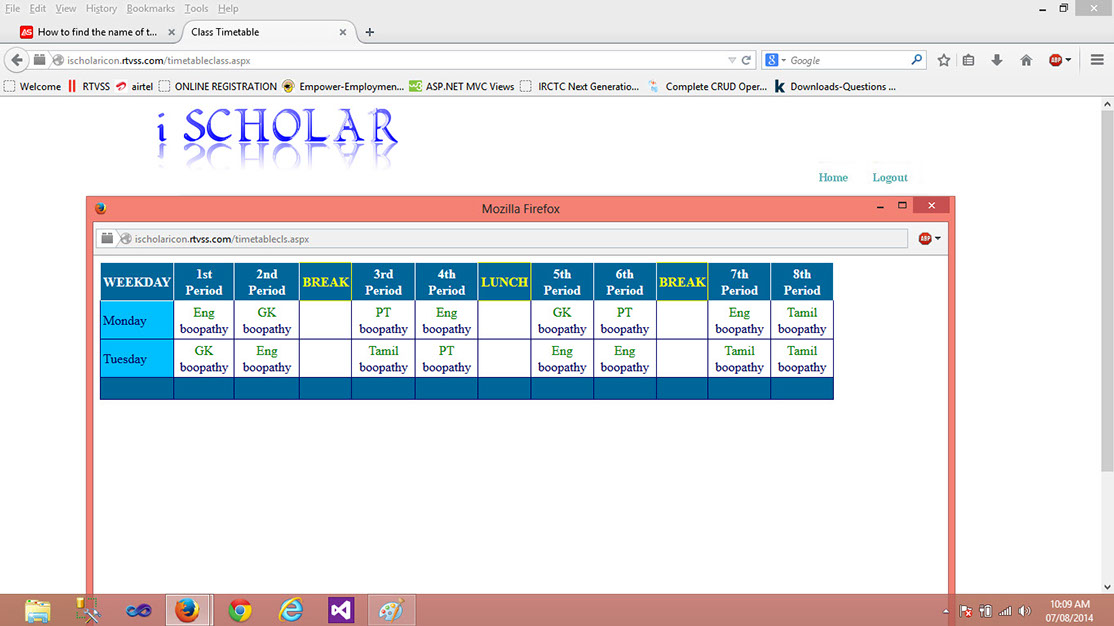 File Edit View History Bookmarks Tools Help
How to find the name of t...
Class Timetable
ischolaricon.rtvss.com/timetableclass.aspx
8 Google
ABP
Welcome RTVSS airtel ONLINE REGISTRATION Empower-Employmen... ASP.NET MVC Views IRCTC Next Generatio... Complete CRUD Oper... Downloads-Questions ...
i SCHOLAR
Home Logout
Mozilla Firefox
ischolaricon.rtvss.com/timetablecls.aspx
ABP
WEEKDAY 1st Period 2nd Period BREAK 3rd Period 4th Period LUNCH 5th Period 6th Period BREAK 7th Period 8th Period
Monday Eng boopathy GK boopathy PT boopathy Eng boopathy GK boopathy PT boopathy Eng boopathy Tamil boopathy
Tuesday GK boopathy Eng boopathy Tamil boopathy PT boopathy Eng boopathy Eng boopathy Tamil boopathy Tamil boopathy
10:09 AM
07/08/2014